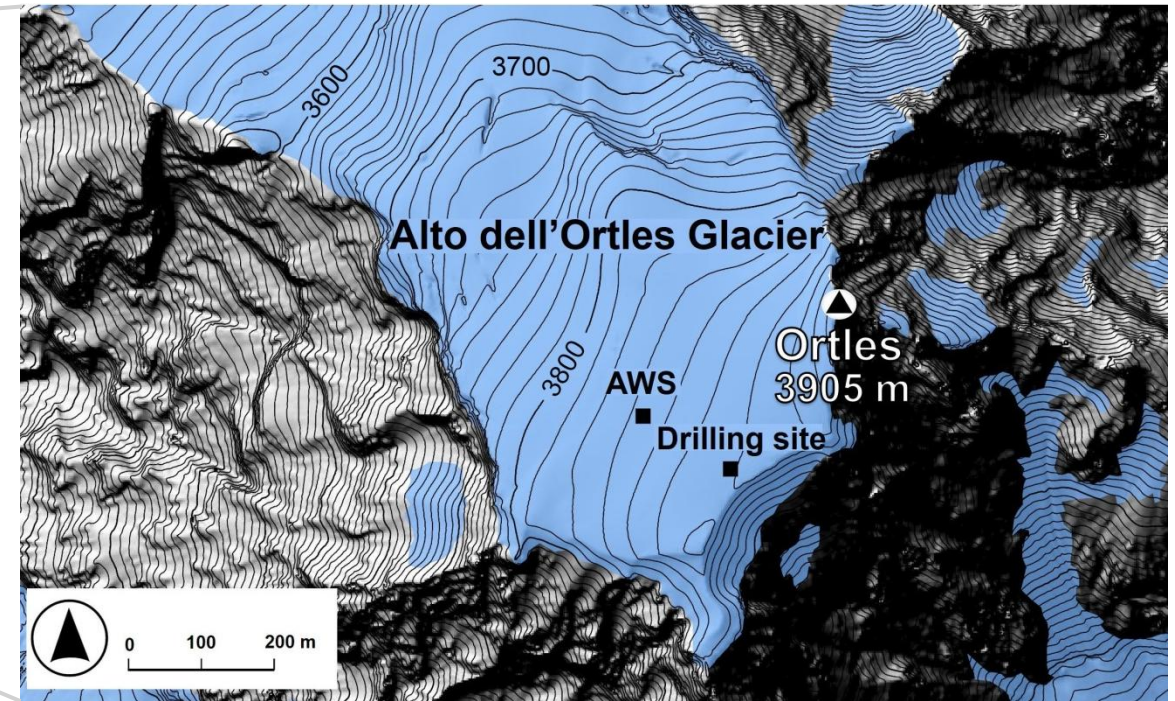 3700
3600
Alto dell’Ortles Glacier
Ortles
3905 m
3800
AWS
Drilling site
0 100 200 m